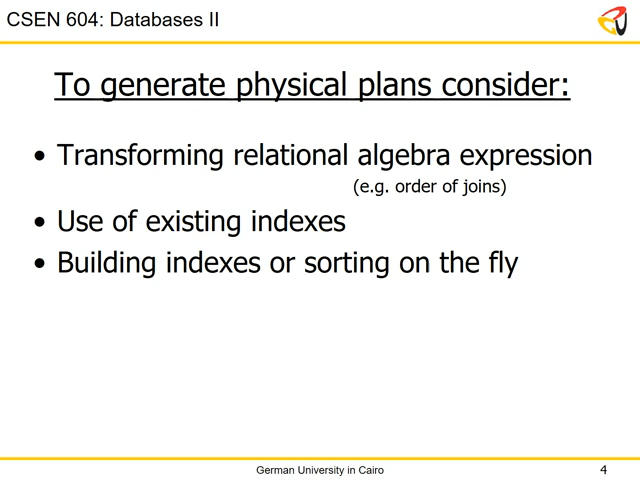 CSEN 604: Databases II
To generate physical plans consider:
• Transforming relational algebra expression
(e.g. order of joins)
• Use of existing indexes
• Building indexes or sorting on the fly
German University in Cairo
4